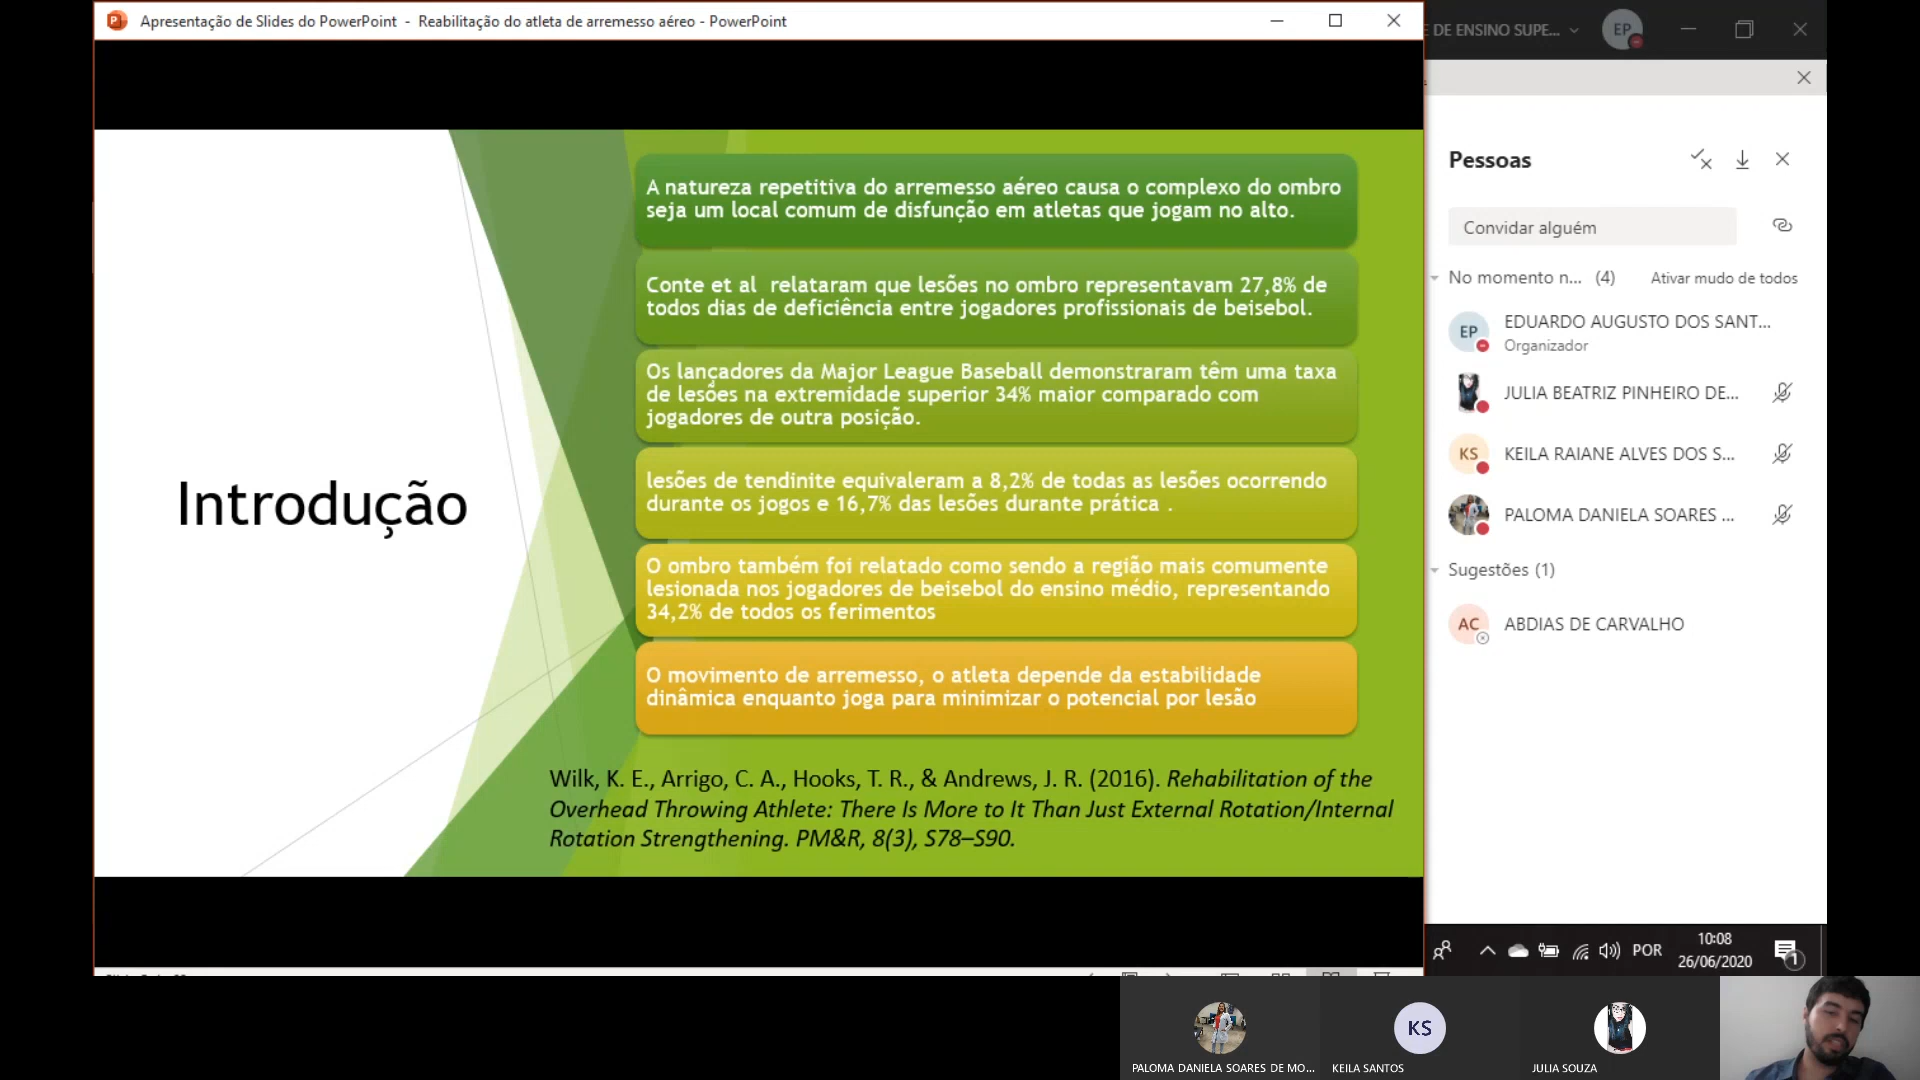 Apresentação de Slides do PowerPoint - Reabilitação do atleta de arremesso aéreo - PowerPoint
DE ENSINO SUPE...
EP
Introdução
A natureza repetitiva do arremesso aéreo causa o complexo do ombro
seja um local comum de disfunção em atletas que jogam no alto.
Conte et al relataram que lesões no ombro representavam 27,8% de
todos dias de deficiência entre jogadores profissionais de beisebol.
Os lançadores da Major League Baseball demonstraram têm uma taxa
de lesões na extremidade superior 34% maior comparado com
jogadores de outra posição.
lesões de tendinite equivaleram a 8,2% de todas as lesões ocorrendo
durante os jogos e 16,7% das lesões durante prática .
O ombro também foi relatado como sendo a região mais comumente
lesionada nos jogadores de beisebol do ensino médio, representando
34,2% de todos os ferimentos
O movimento de arremesso, o atleta depende da estabilidade
dinâmica enquanto joga para minimizar o potencial por lesão
Wilk, K. E., Arrigo, C. A., Hooks, T. R., & Andrews, J. R. (2016). Rehabilitation of the
Overhead Throwing Athlete: There Is More to It Than Just External Rotation/Internal
Rotation Strengthening. PM&R, 8(3), S78–S90.
Pessoas
Convidar alguém
No momento n... (4) Ativar mudo de todos
EP
EDUARDO AUGUSTO DOS SANT...
Organizador
JULIA BEATRIZ PINHEIRO DE...
KS
KEILA RAIANE ALVES DOS S...
PALOMA DANIELA SOARES ...
Sugestões (1)
AC
ABDIAS DE CARVALHO
POR
10:08
26/06/2020
1
KS
PALOMA DANIELA SOARES DE MO...
KEILA SANTOS
JULIA SOUZA